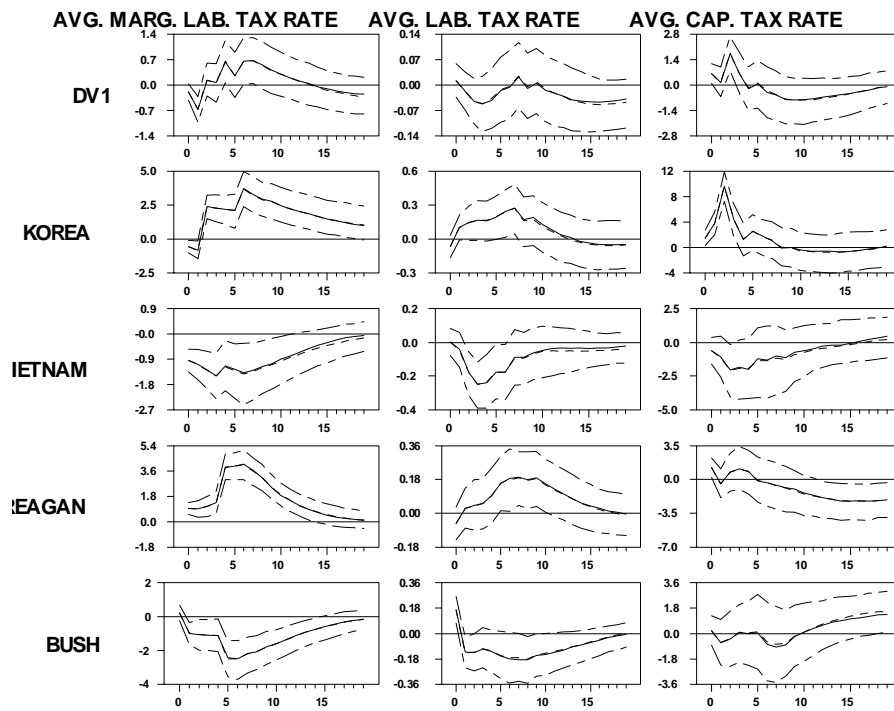 AVG. MARG. LAB. TAX RATE AVG. LAB. TAX RATE AVG. CAP. TAX RATE
DV1
1.4 0.7 0.0 -0.7 -1.4
0 5 10 15
0.14 0.07 0.00 -0.07 -0.14
0 5 10 15
2.8 1.4 0.0 -1.4 -2.8
0 5 10 15
KOREA
5.0 2.5 0.0 -2.5
0 5 10 15
0.6 0.3 0.0 -0.3
0 5 10 15
12 8 4 0 -4
0 5 10 15
IETNAM
0.9 -0.0 -0.9 -1.8 -2.7
0 5 10 15
0.2 0.0 -0.2 -0.4
0 5 10 15
2.5 0.0 -2.5 -5.0
0 5 10 15
REAGAN
5.4 3.6 1.8 0.0 -1.8
0 5 10 15
0.36 0.18 0.00 -0.18
0 5 10 15
3.5 0.0 -3.5 -7.0
0 5 10 15
BUSH
2 0 -2 -4
0 5 10 15
0.36 0.18 0.00 -0.18 -0.36
0 5 10 15
3.6 1.8 0.0 -1.8 -3.6
0 5 10 15